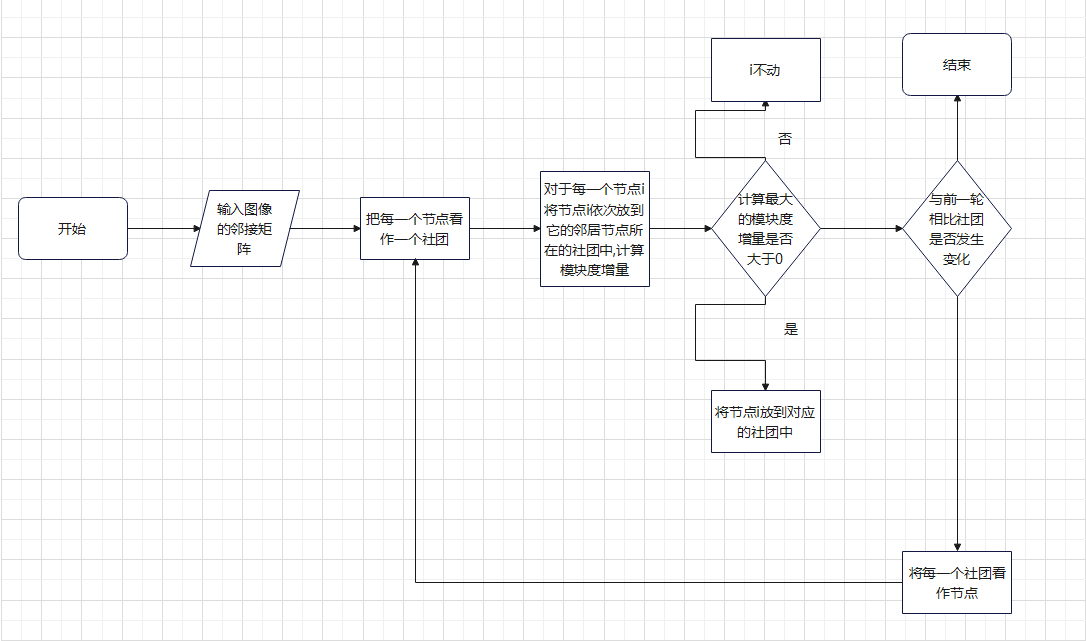 开始
输入图像
的邻接矩
阵
把每一个节点看
作一个社团
对于每一个节点i
将节点i依次放到
它的邻居节点所
在的社团中,计算
模块度增量
i不动
否
计算最大
的模块度
增量是否
大于0
是
将节点i放到对应
的社团中
结束
与前一轮
相比社团
是否发生
变化
将每一个社团看
作节点